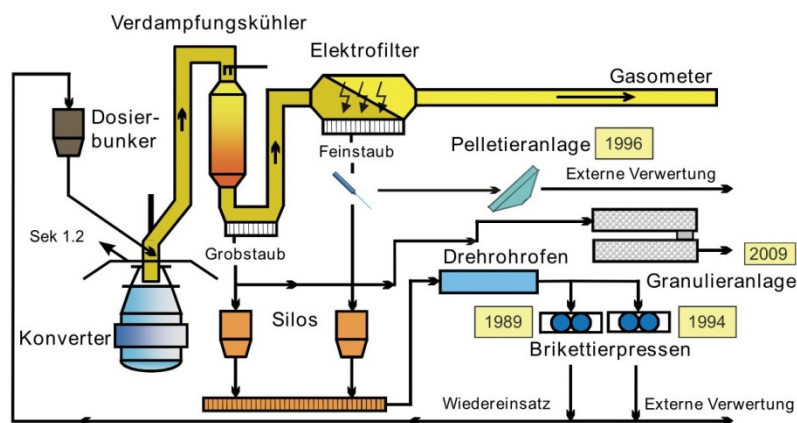 Verdampfungskühler
Elektrofilter
Gasometer
Dosier-
bunker
Feinstaub
Pelletieranlage
1996
Externe Verwertung
Sek 1.2
Grobstaub
Drehrohrofen
2009
Granulieranlage
Konverter
Silos
1989
1994
Brikettierpressen
Wiedereinsatz
Externe Verwertung